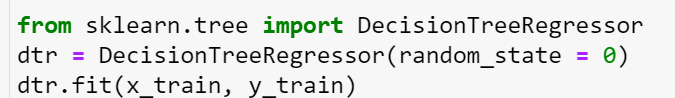 from sklearn.tree import DecisionTreeRegressor
dtr = DecisionTreeRegressor(random_state = 0)
dtr.fit(x_train, y_train)